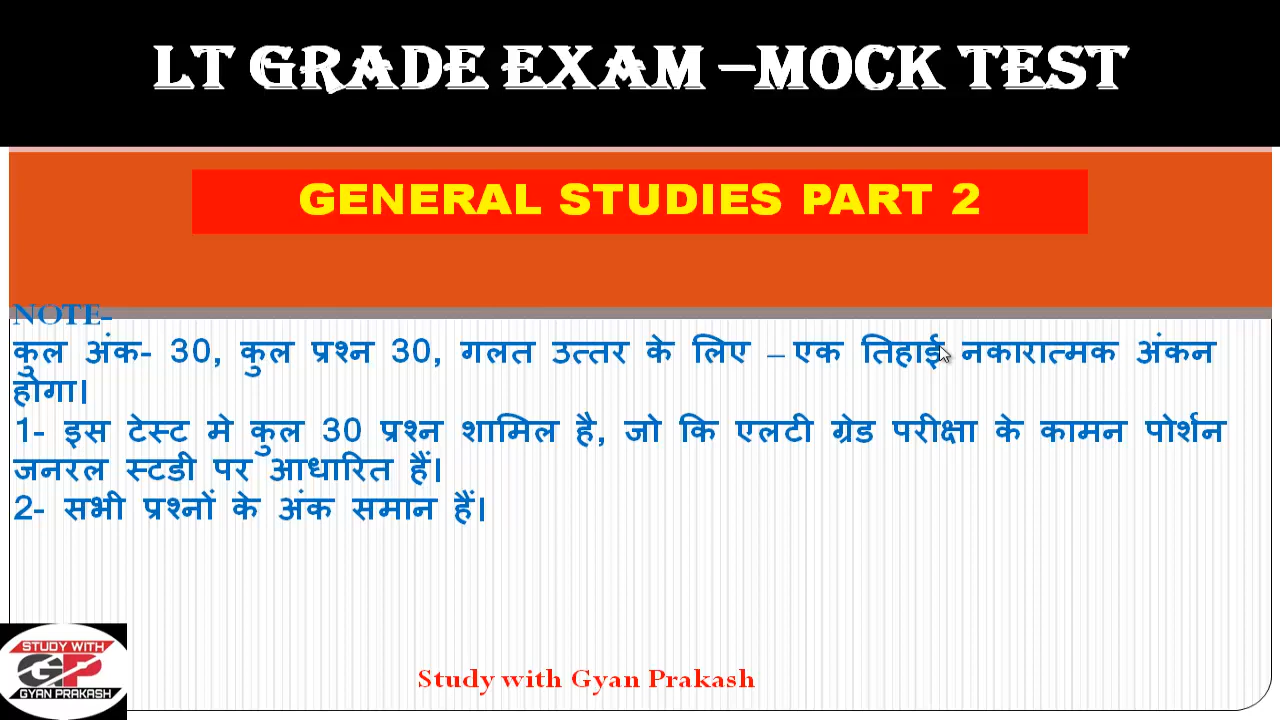 LT GRADE EXAM –MOCK TEST
GENERAL STUDIES PART 2
NOTE-
कुल अंक- 30, कुल प्रश्न 30, गलत उत्तर के लिए – एक तिहाई नकारात्मक अंकन
होगा।
1- इस टेस्ट मे कुल 30 प्रश्न शामिल है, जो कि एलटी ग्रेड परीक्षा के कामन पोर्शन
जनरल स्टडी पर आधारित हैं।
2- सभी प्रश्नों के अंक समान हैं।
STUDY WITH
GP
GYAN PRAKASH
Study with Gyan Prakash